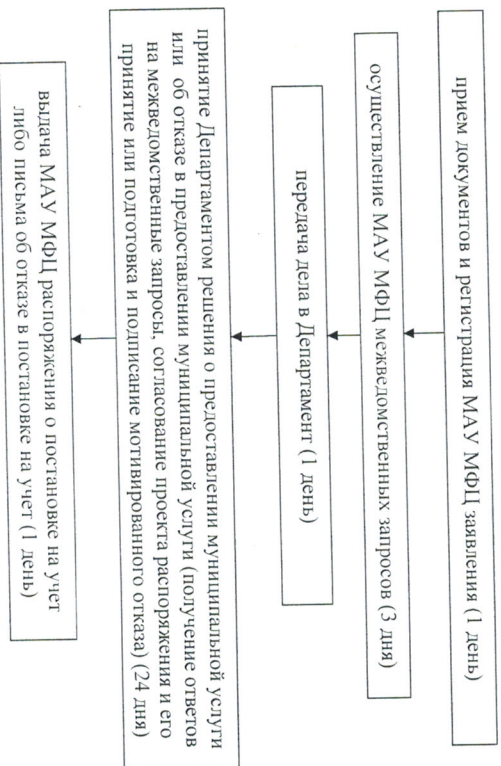 прием документов и регистрация МАУ МФЦ заявления (1 день)
осуществление МАУ МФЦ межведомственных запросов (3 дня)
передача дела в Департамент (1 день)
принятие Департаментом решения о предоставлении муниципальной услуги
или об отказе в предоставлении муниципальной услуги (получение ответов
на межведомственные запросы, согласование проекта распоряжения и его
принятие или подготовка и подписание мотивированного отказа) (24 дня)
выдача МАУ МФЦ распоряжения о постановке на учет
либо письма об отказе в постановке на учет (1 день)